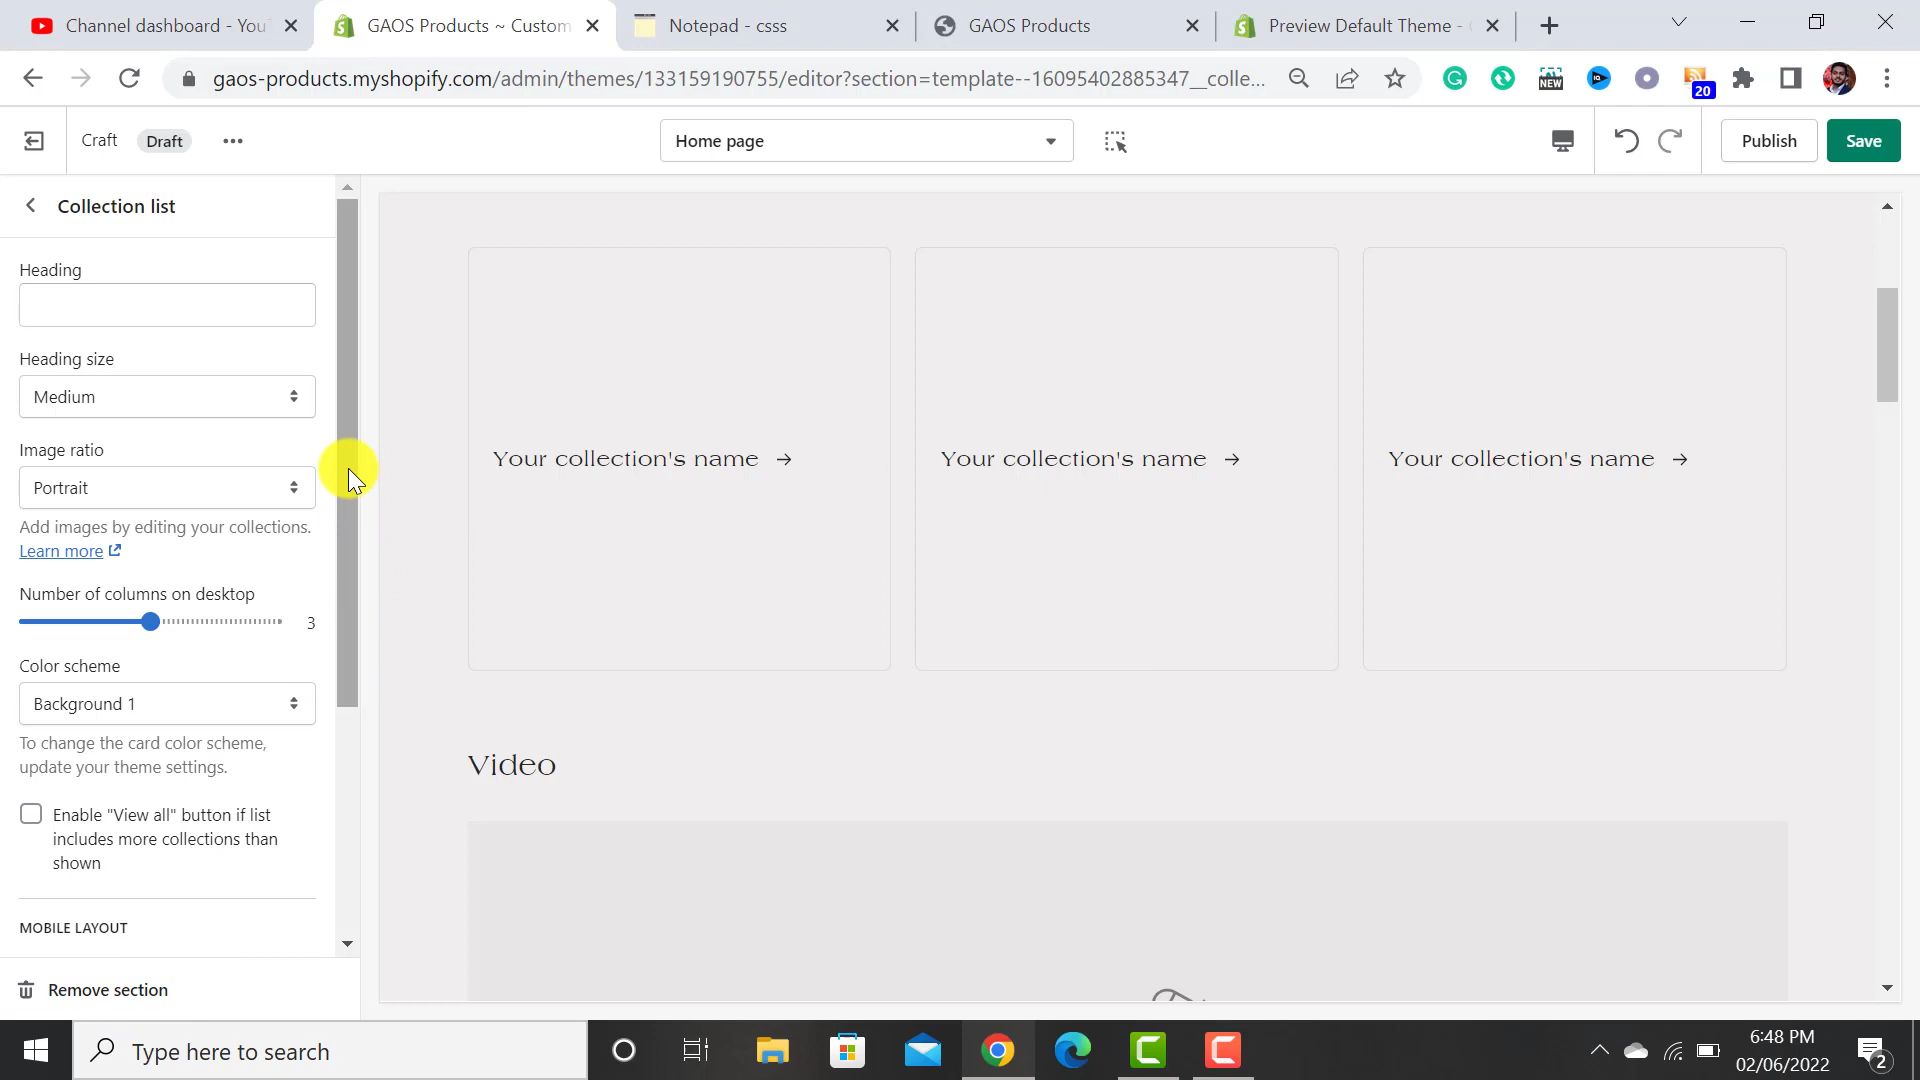 Channel dashboard - You
GAOS Products ~ Custom
Notepad - csss
GAOS Products
Preview Default Theme -
gaos-products.myshopify.com/admin/themes/133159190755/editor?section=template--16095402885347__colle...
NEW
20
Craft
Draft
Home page
Publish
Save
Collection list
Heading
Heading size
Medium
Image ratio
Portrait
Add images by editing your collections.
Learn more
Number of columns on desktop
3
Color scheme
Background 1
To change the card color scheme,
update your theme settings.
Enable "View all" button if list
includes more collections than
shown
MOBILE LAYOUT
Remove section
Your collection's name →
Your collection's name →
Your collection's name →
Video
Type here to search
6:48 PM
02/06/2022
2